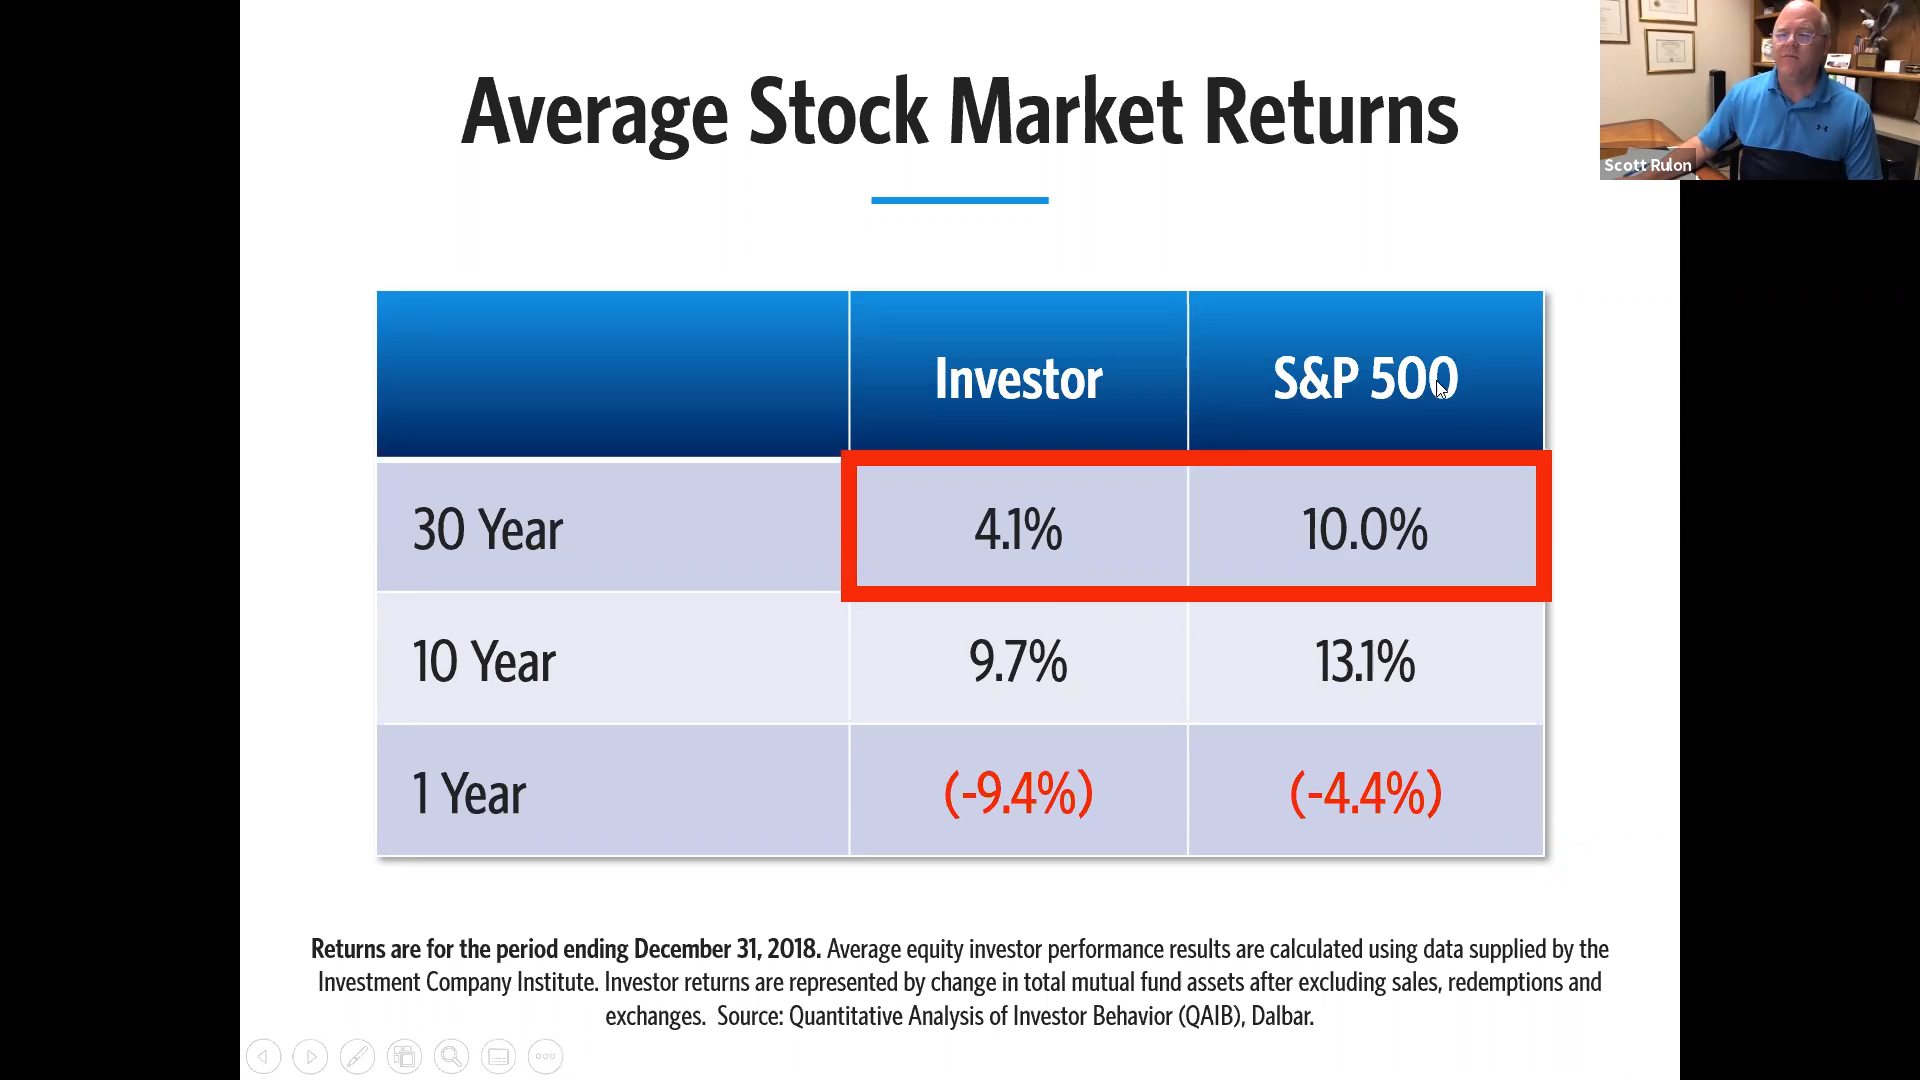 Average Stock Market Returns
Scott Rulon
Investor
S&P 500
30 Year
4.1%
10.0%
10 Year
9.7%
13.1%
1 Year
(-9.4%)
(-4.4%)
Returns are for the period ending December 31, 2018. Average equity investor performance results are calculated using data supplied by the
Investment Company Institute. Investor returns are represented by change in total mutual fund assets after excluding sales, redemptions and
exchanges. Source: Quantitative Analysis of Investor Behavior (QAIB), Dalbar.